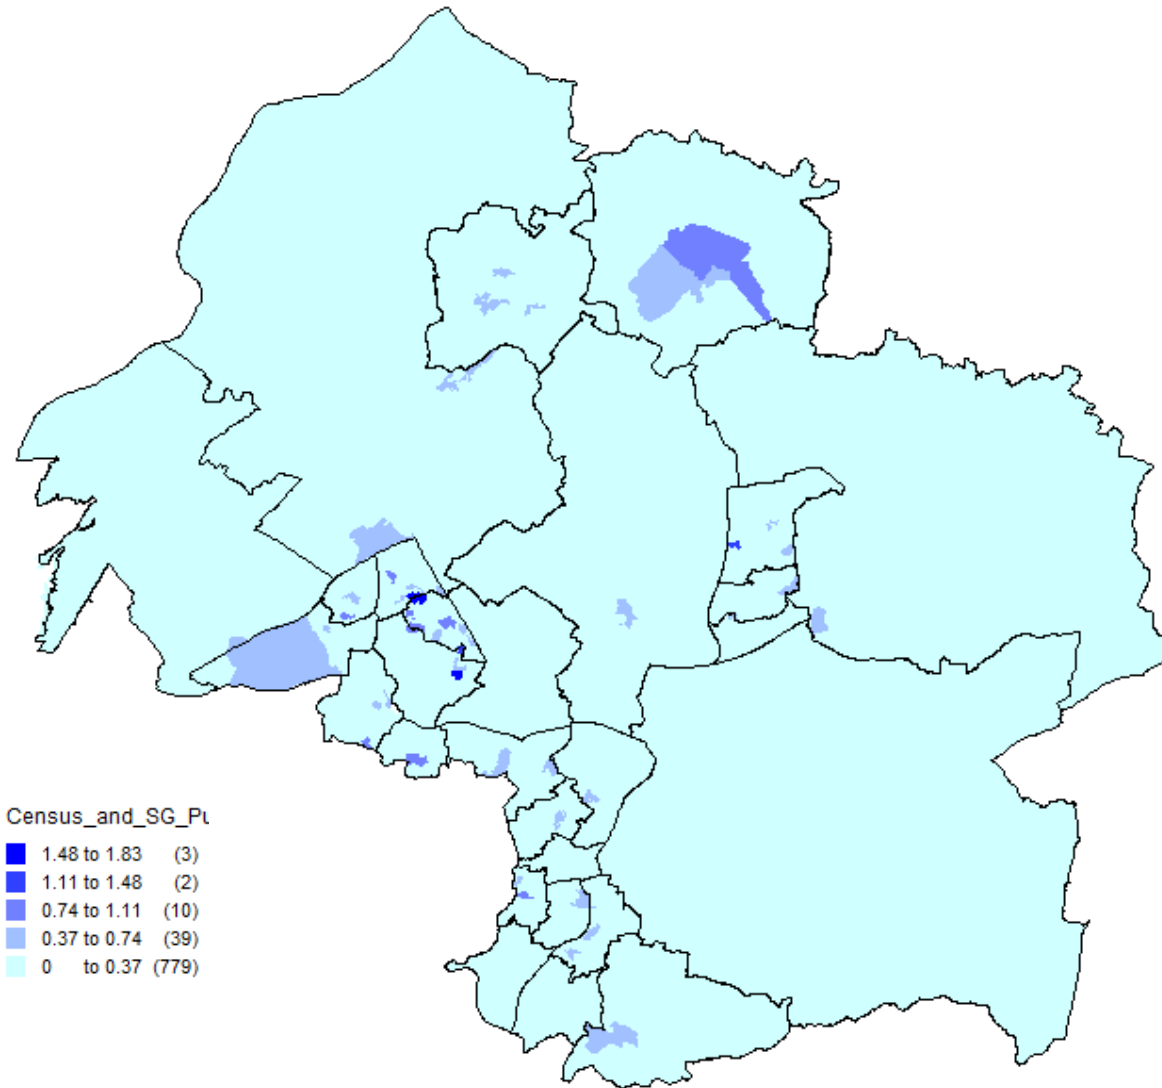 Census_and_SG_Pu
1.48 to 1.83 (3)
1.11 to 1.48 (2)
0.74 to 1.11 (10)
0.37 to 0.74 (39)
0 to 0.37 (779)